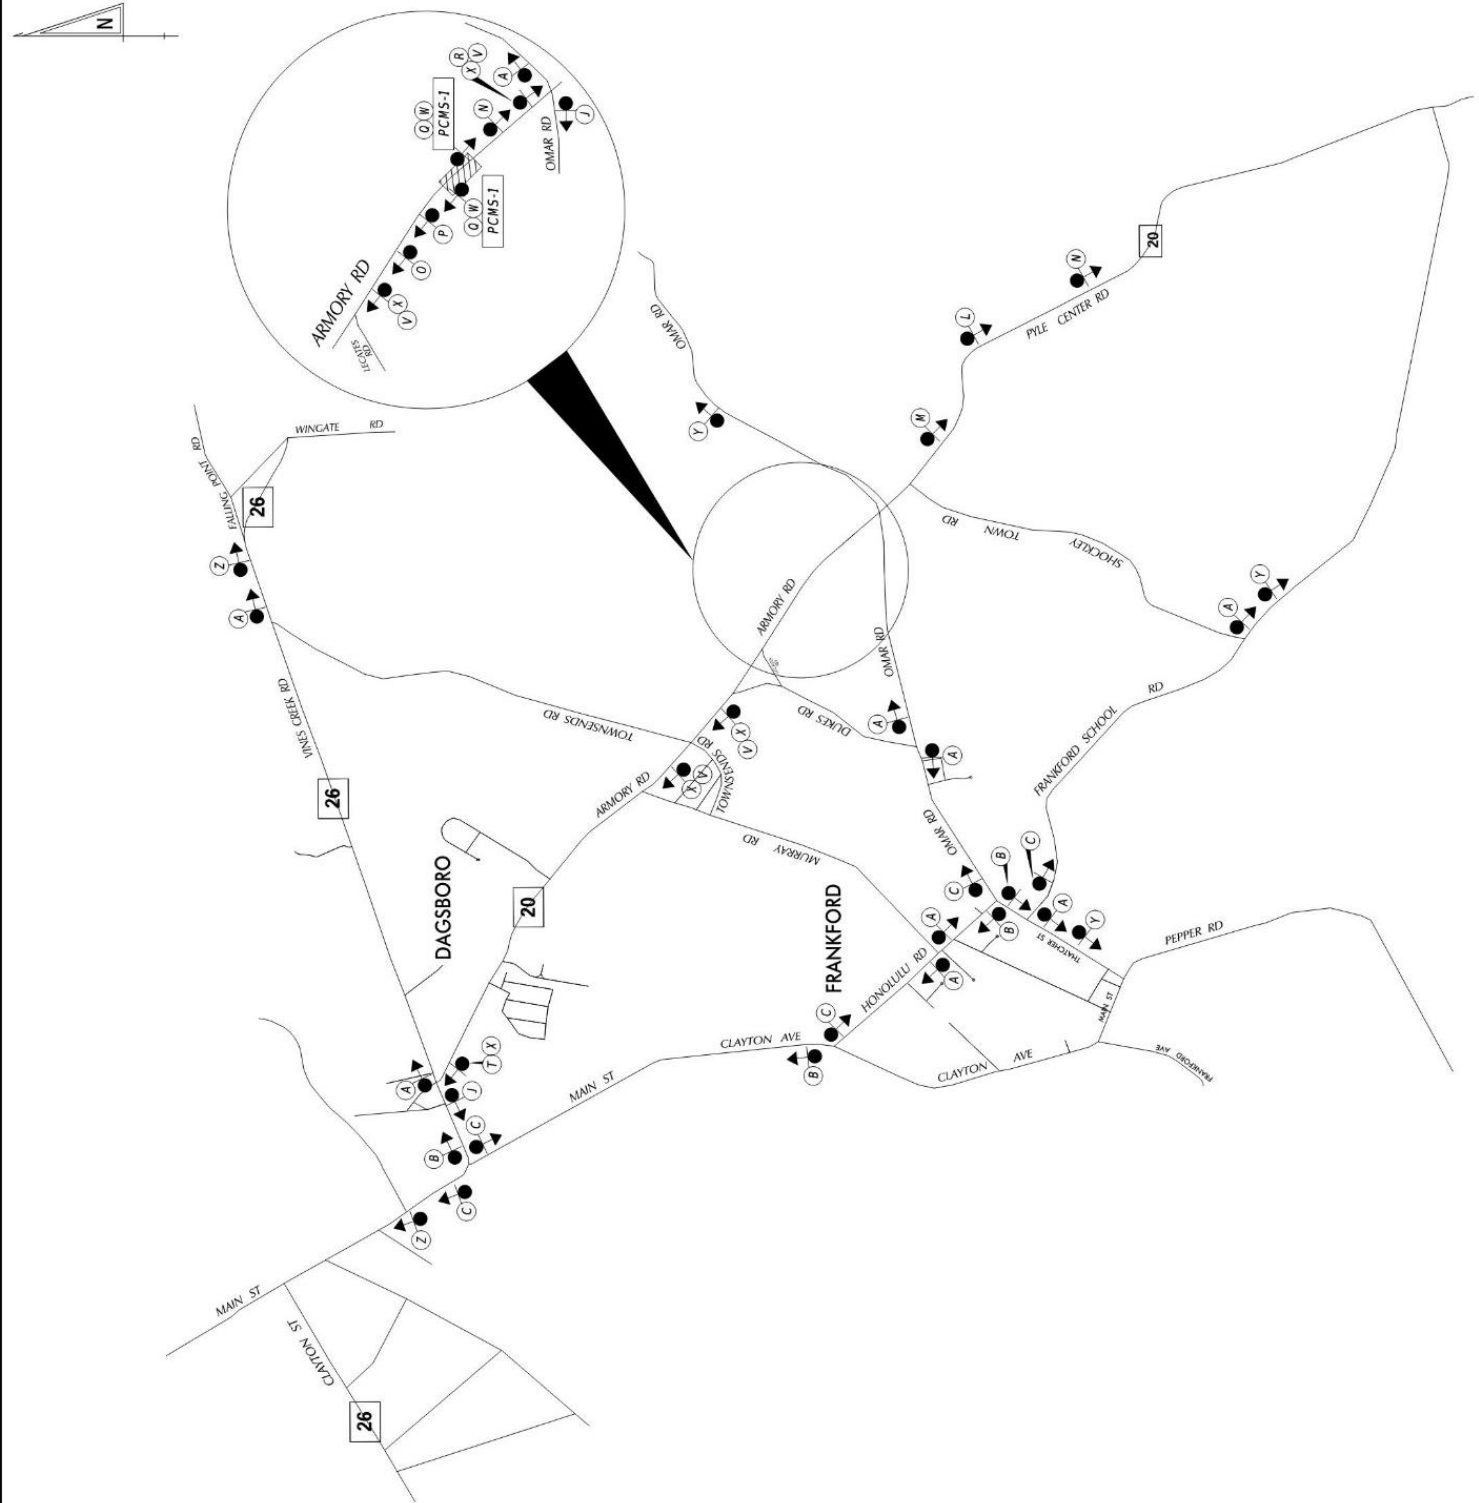 N
R
V
X
A
Q W
PCMS-1
N
J
OMAR RD
Q W
PCMS-1
P
O
X
V
ARMORY RD
LECATES
RD
OMAR RD
Y
N
20
L
PYLE CENTER RD
M
WINGATE RD
FALLING POINT RD
26
Z
A
TOWN RD
SHOCKLEY
Y
A
ARMORY RD
OMAR RD
VINES CREEK RD
TOWNSENDS RD
DUKES RD
A
A
X
V
TOWNSENDS RD
X
V
ARMORY RD
FRANKFORD SCHOOL RD
26
MURRAY RD
OMAR RD
DAGSBORO
20
FRANKFORD
C
B
C
A
B
A
Y
A
HONOLULU RD
THATCHER
ST
PEPPER RD
MAIN ST
C
B
CLAYTON AVE
CLAYTON AVE
FRANKFORD AVE
MAIN ST
A
T X
J
C
B
C
Z
MAIN ST
CLAYTON ST
26